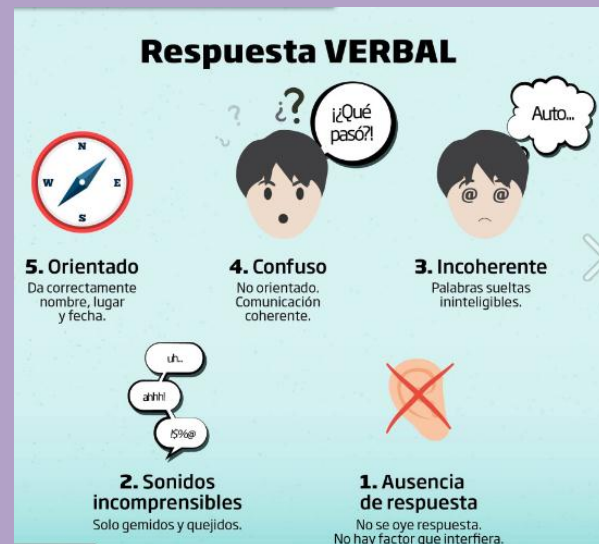 Respuesta VERBAL
? ¿? ¿
¡¿Qué
pasó?!
Auto...
N
W E
S
@ @
5. Orientado
Da correctamente
nombre, lugar
y fecha.
4. Confuso
No orientado.
Comunicación
coherente.
3. Incoherente
Palabras sueltas
ininteligibles.
uh...
ahhh!
!$%@
2. Sonidos
incomprensibles
Solo gemidos y quejidos.
1. Ausencia
de respuesta
No se oye respuesta.
No hay factor que interfiera.